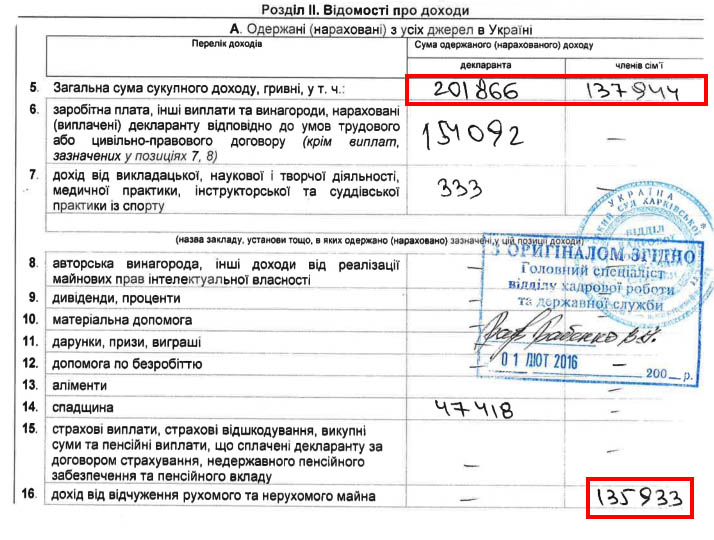 Розділ ІІ. Відомості про доходи
А. Одержані (нараховані) з усіх джерел в Україні
Перелік доходів
Сума одержаного (нарахованого) доходу
декларанта
членів сім'ї
5. Загальна сума сукупного доходу, гривні, у т. ч.: 201866 137944
6. заробітна плата, інші виплати та винагороди, нараховані
(виплачені) декларанту відповідно до умов трудового
або цивільно-правового договору (крім виплат,
зазначених у позиціях 7, 8)
154092 –
7. дохід від викладацької, наукової і творчої діяльності,
медичної практики, інструкторської та суддівської
практики із спорту
333 –
(назва закладу, установи тощо, в яких одержано (нараховано) зазначені у цій позиції доходи)
8. авторська винагорода, інші доходи від реалізації
майнових прав інтелектуальної власності
9. дивіденди, проценти
10. матеріальна допомога
11. дарунки, призи, виграші
12. допомога по безробіттю
13. аліменти
14. спадщина 47418 –
15. страхові виплати, страхові відшкодування, викупні
суми та пенсійні виплати, що сплачені декларанту за
договором страхування, недержавного пенсійного
забезпечення та пенсійного вкладу
– –
16. дохід від відчуження рухомого та нерухомого майна – 135933
УКРАЇНА
СУД ХАРКІВСЬКОЇ
ВІДДІЛ
КАДРОВОЇ
З ОРИГІНАЛОМ ЗГІДНО
Головний спеціаліст
відділу кадрової роботи
та державної служби
01 ЛЮТ 2016
200 р.